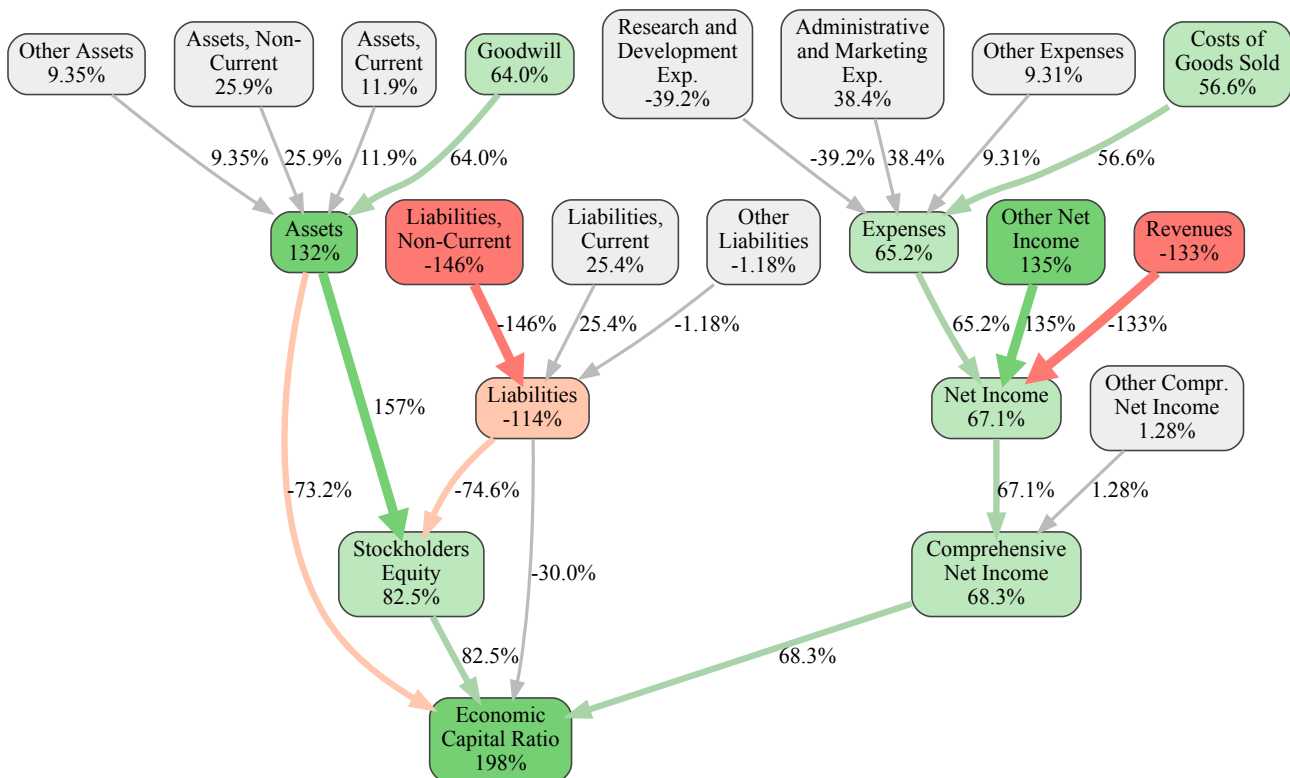 Other Assets
9.35%
Assets, Non-
Current
25.9%
Assets,
Current
11.9%
Goodwill
64.0%
Research and
Development
Exp.
-39.2%
Administrative
and Marketing
Exp.
38.4%
Other Expenses
9.31%
Costs of
Goods Sold
56.6%
9.35%
25.9%
11.9%
64.0%
-39.2%
38.4%
9.31%
56.6%
Assets
132%
Liabilities,
Non-Current
-146%
Liabilities,
Current
25.4%
Other
Liabilities
-1.18%
Expenses
65.2%
Other Net
Income
135%
Revenues
-133%
-146%
25.4%
-1.18%
65.2%
135%
-133%
157%
Liabilities
-114%
Net Income
67.1%
Other Compr.
Net Income
1.28%
-73.2%
-74.6%
67.1%
1.28%
Stockholders
Equity
82.5%
-30.0%
Comprehensive
Net Income
68.3%
82.5%
68.3%
Economic
Capital Ratio
198%